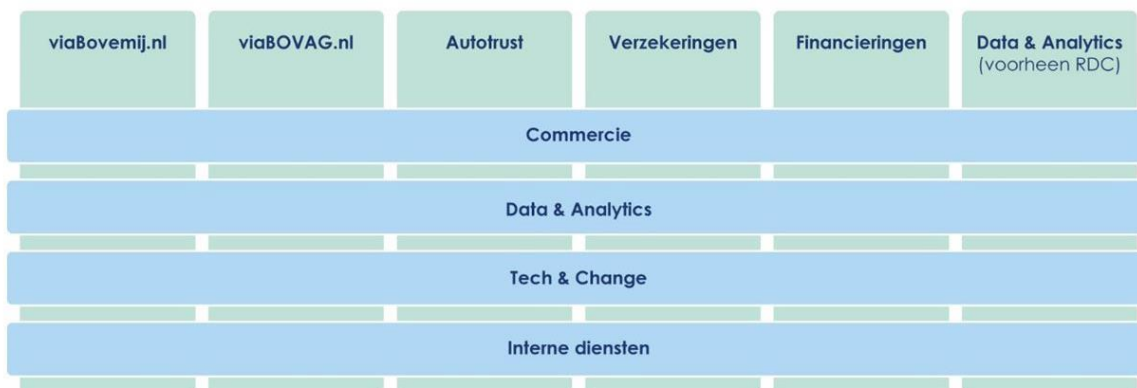 viaBovemij.nl
viaBOVAG.nl
Autotrust
Verzekeringen
Financieringen
Data & Analytics
(voorheen RDC)
Commercie
Data & Analytics
Tech & Change
Interne diensten